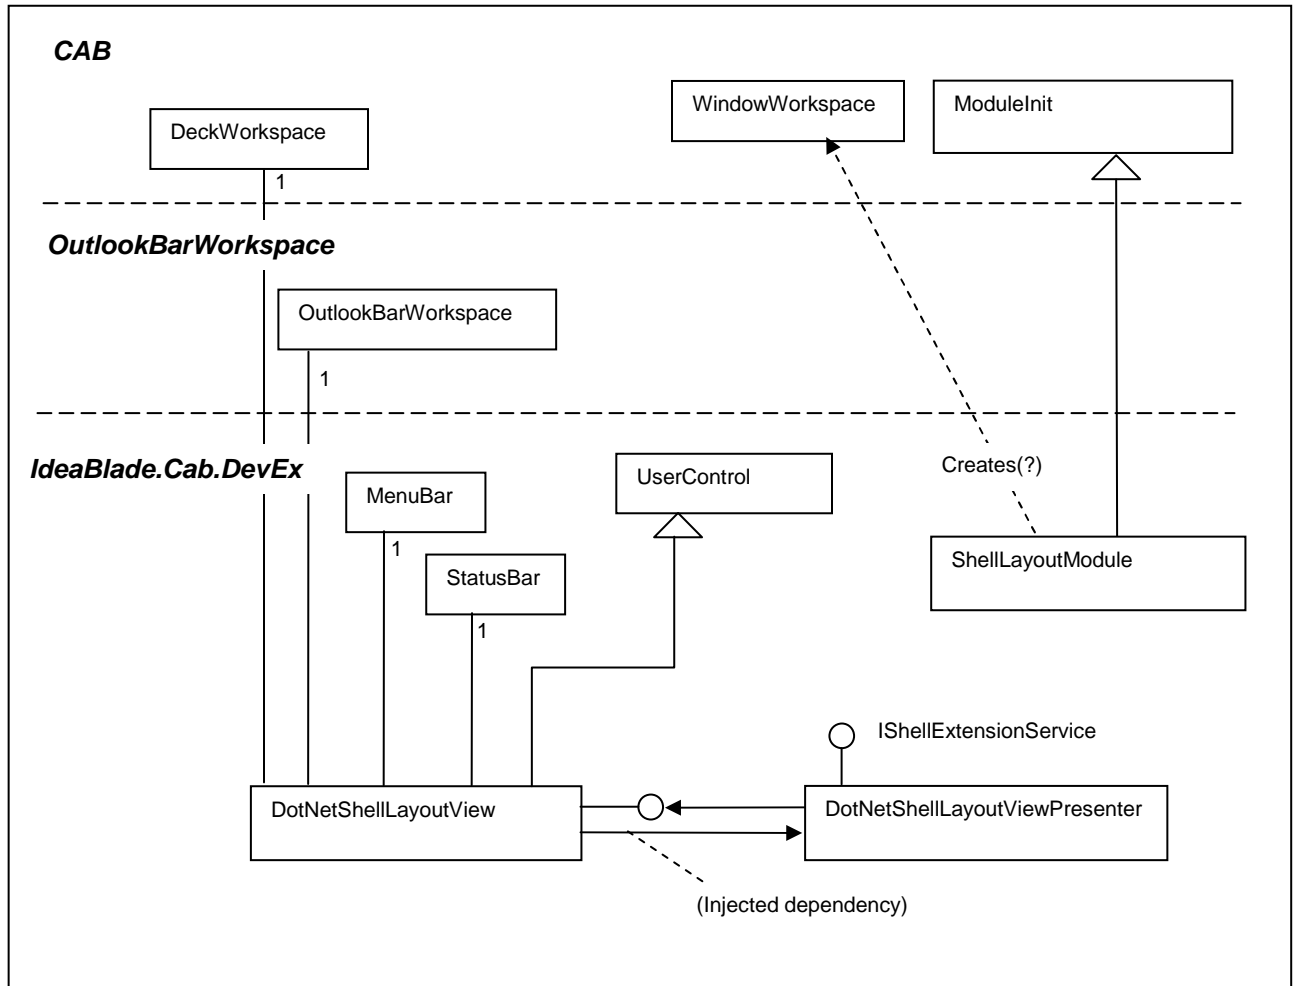 CAB
WindowWorkspace
ModuleInit
DeckWorkspace
1
OutlookBarWorkspace
OutlookBarWorkspace
1
IdeaBlade.Cab.DevEx
Creates(?)
UserControl
MenuBar
1
StatusBar
ShellLayoutModule
1
IShellExtensionService
DotNetShellLayoutView
DotNetShellLayoutViewPresenter
(Injected dependency)